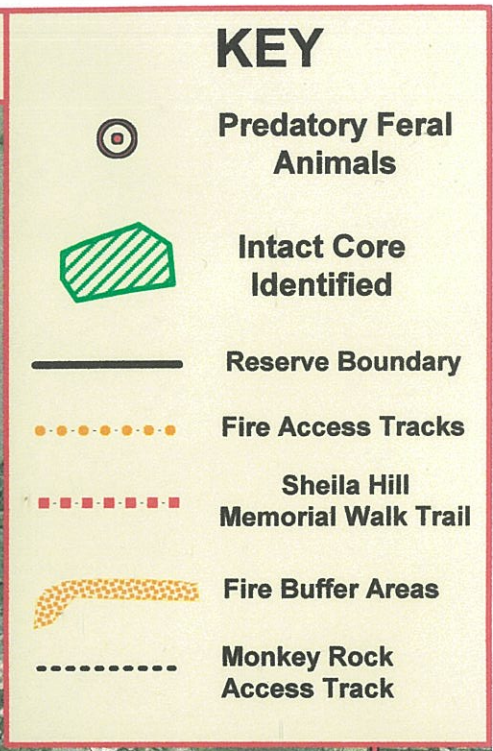 KEY
Predatory Feral
Animals
Intact Core
Identified
Reserve Boundary
Fire Access Tracks
Sheila Hill
Memorial Walk Trail
Fire Buffer Areas
Monkey Rock
Access Track